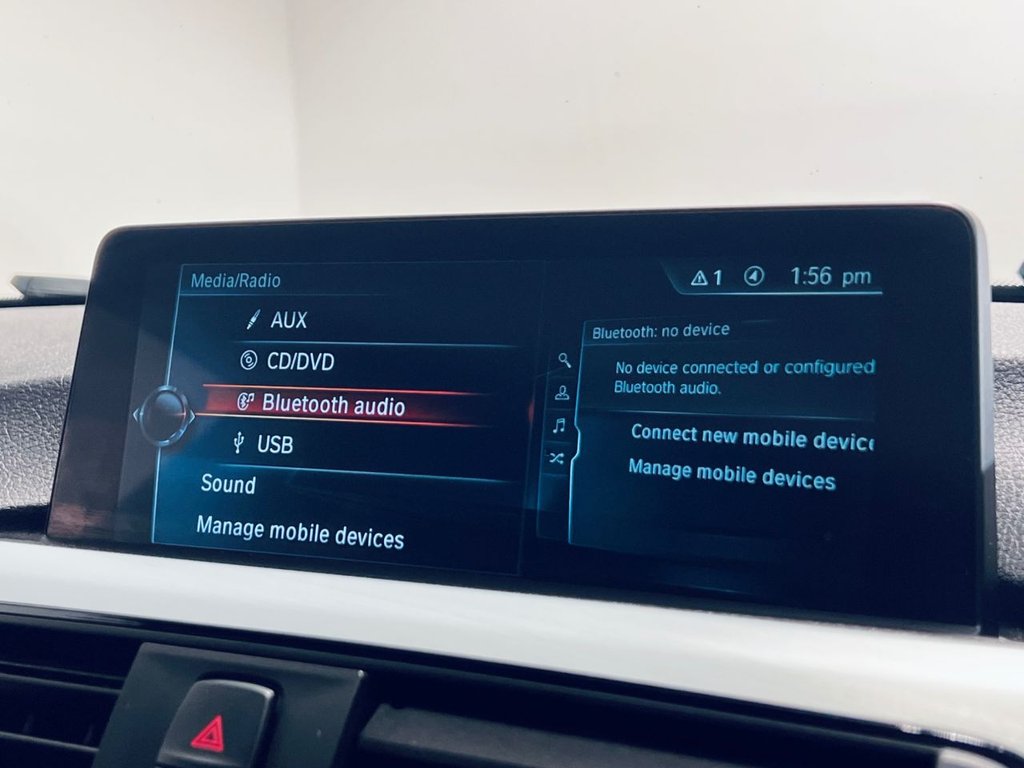 Media/Radio
1
1:56 pm
AUX
CD/DVD
Bluetooth audio
USB
Sound
Manage mobile devices
Bluetooth: no device
No device connected or configured
Bluetooth audio.
Connect new mobile device
Manage mobile devices